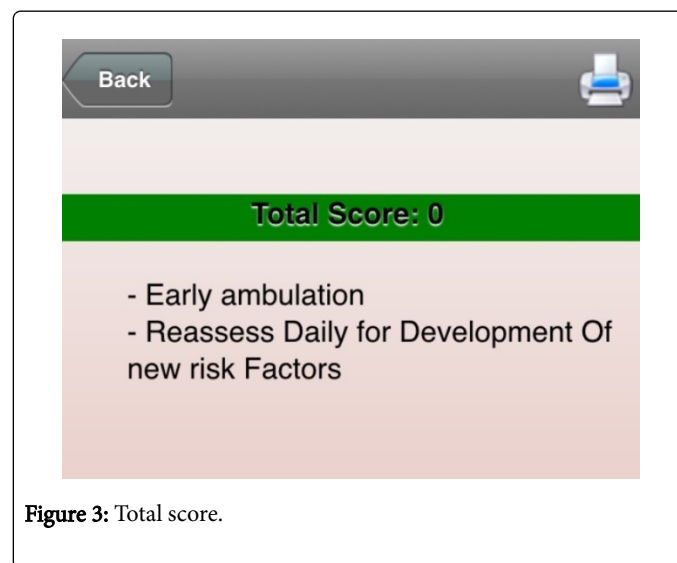 Back
Total Score: 0
- Early ambulation
- Reassess Daily for Development Of
new risk Factors
Figure 3: Total score.